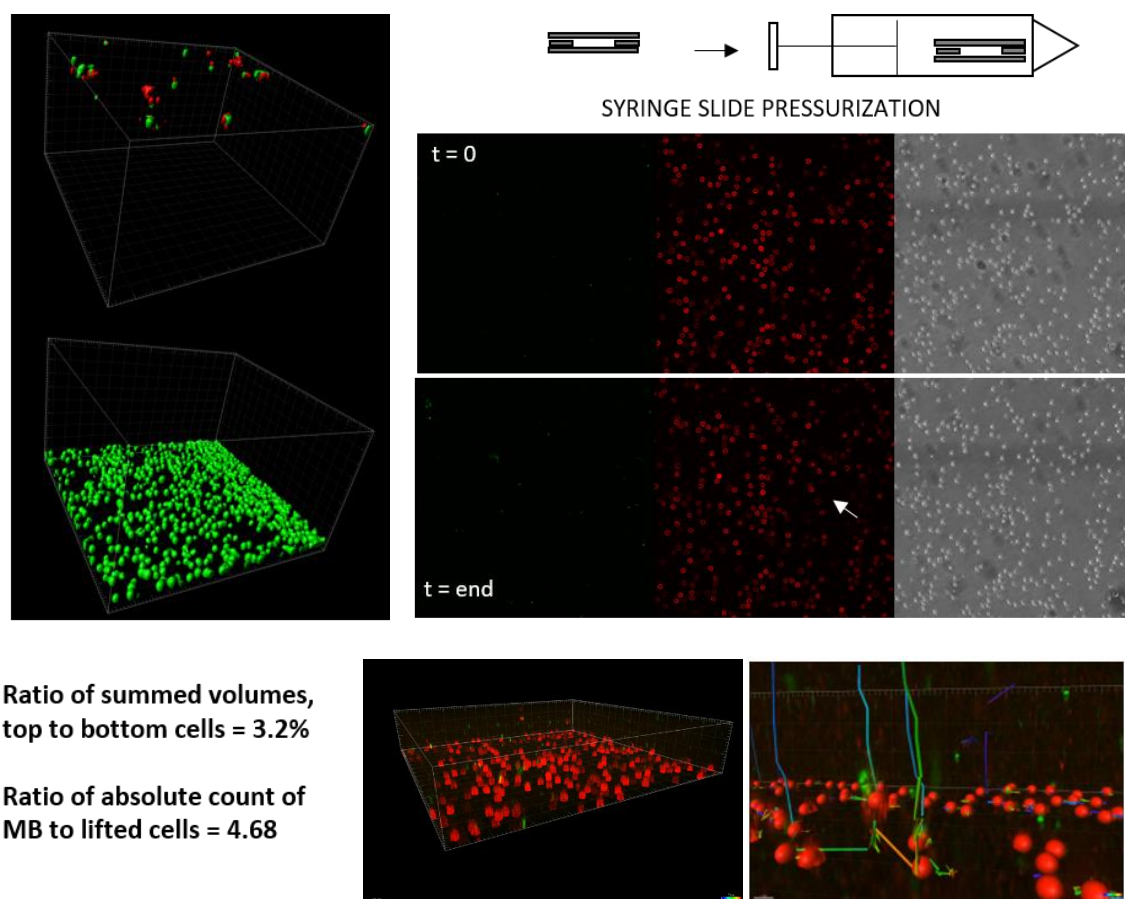 SYRINGE SLIDE PRESSURIZATION
t = 0
t = end
Ratio of summed volumes,
top to bottom cells = 3.2%
Ratio of absolute count of
MB to lifted cells = 4.68